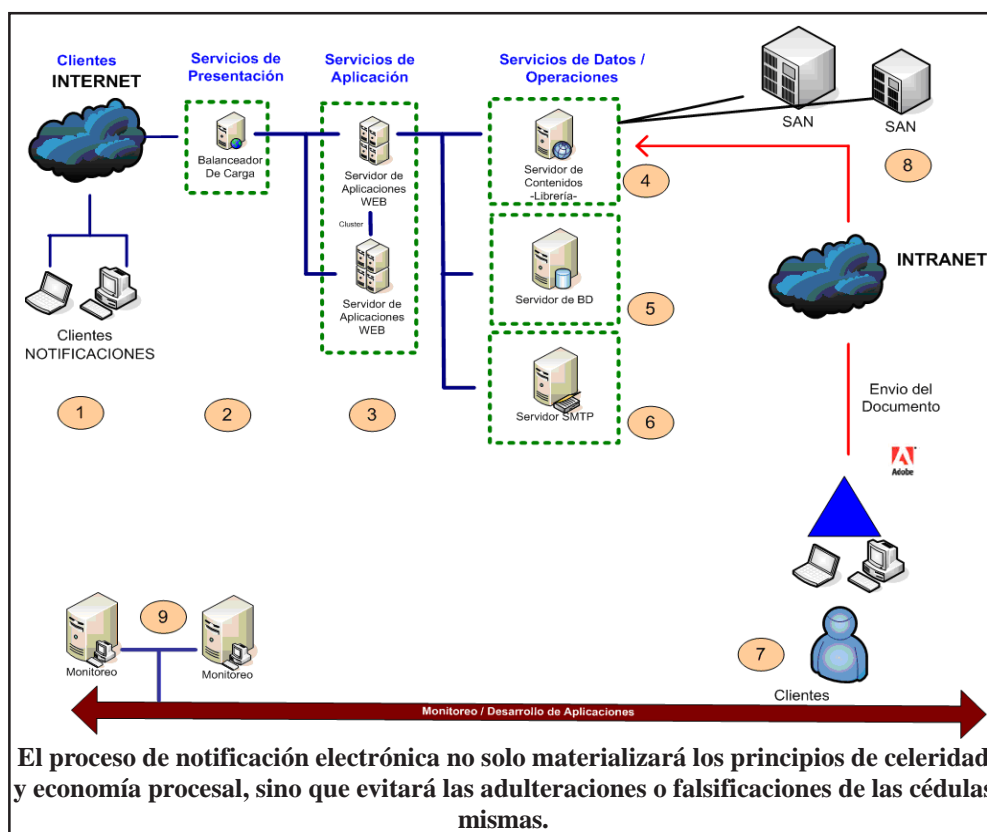 Clientes
INTERNET
Servicios de
Presentación
Servicios de
Aplicación
Servicios de Datos /
Operaciones
SAN
SAN
8
Balanceador
De Carga
Servidor de
Aplicaciones
WEB
Cluster
Servidor de
Aplicaciones
WEB
Servidor de
Contenidos
-Librería-
4
Servidor de BD
5
Servidor SMTP
6
INTRANET
Clientes
NOTIFICACIONES
1
2
3
Envio del
Documento
Adobe
9
Monitoreo
Monitoreo
7
Clientes
Monitoreo / Desarrollo de Aplicaciones
El proceso de notificación electrónica no solo materializará los principios de celeridad
y economía procesal, sino que evitará las adulteraciones o falsificaciones de las cédulas
mismas.